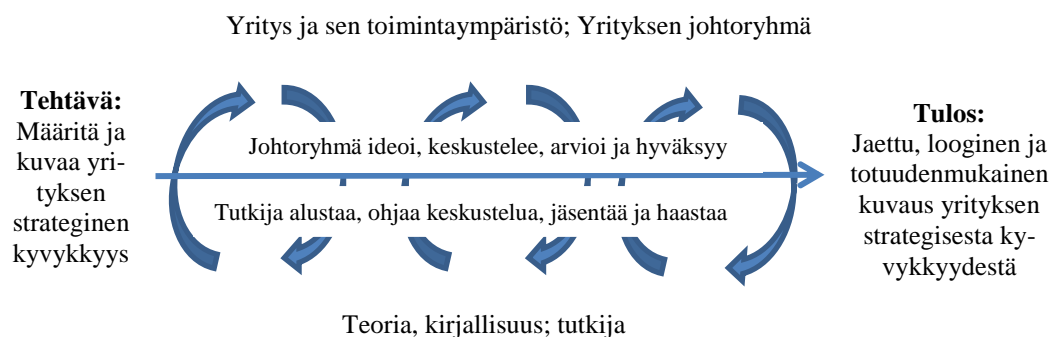 Yritys ja sen toimintaympäristö; Yrityksen johtoryhmä
Tehtävä:
Määritä ja
kuvaa yri-
tyksen
strateginen
kyvykkyys
Johtoryhmä ideoi, keskustelee, arvioi ja hyväksyy
Tutkija alustaa, ohjaa keskustelua, jäsentää ja haastaa
Tulos:
Jaettu, looginen ja
totuudenmukainen
kuvaus yrityksen
strategisesta ky-
vykkyydestä
Teoria, kirjallisuus; tutkija